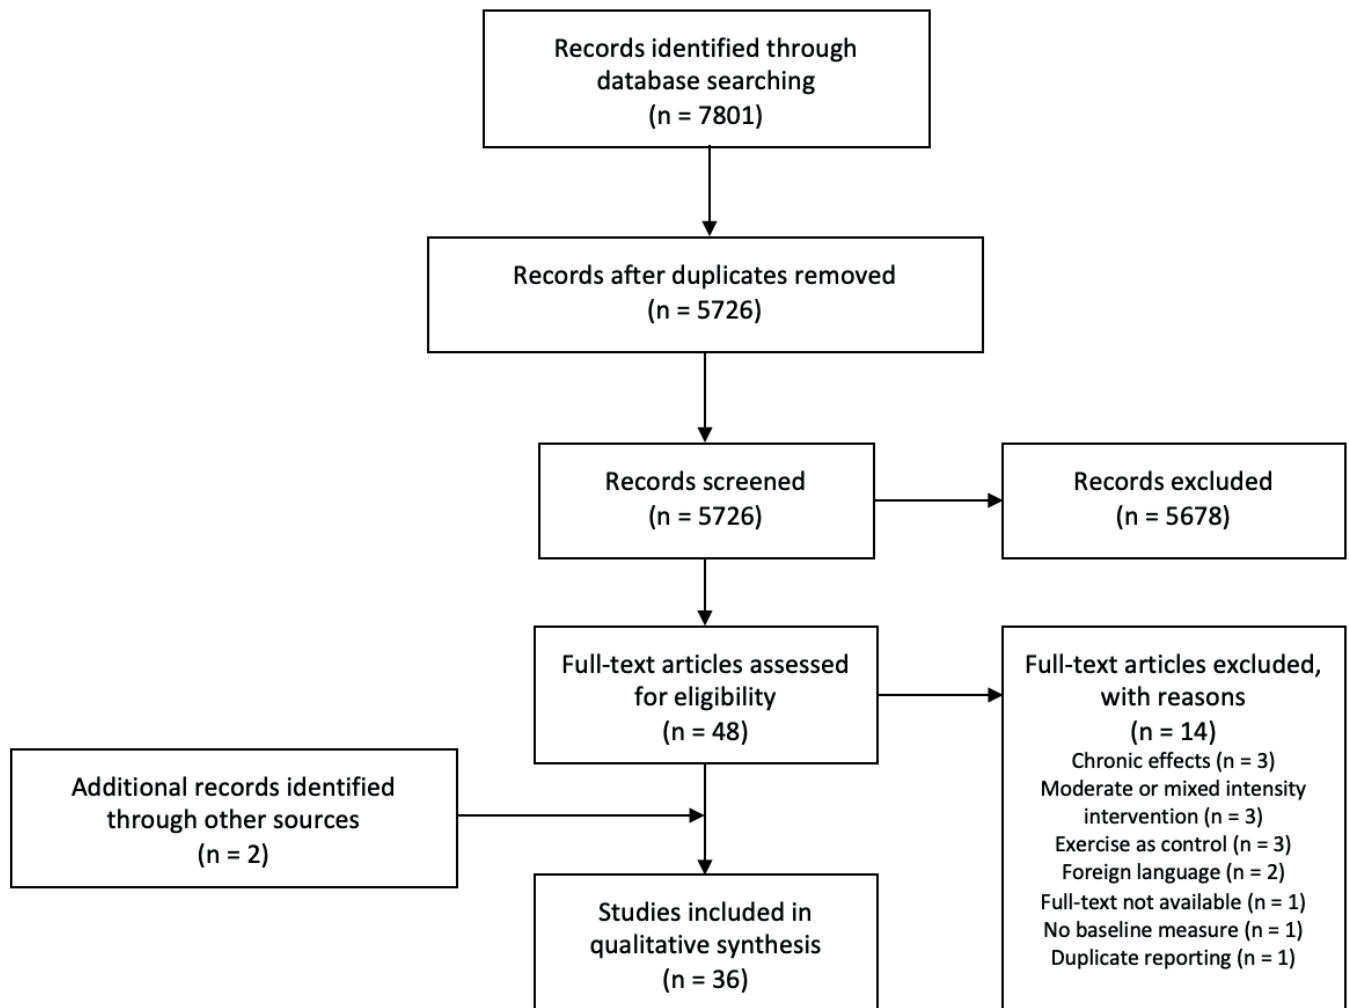 Records identified through
database searching
(n = 7801)
Records after duplicates removed
(n = 5726)
Records screened
(n = 5726)
Records excluded
(n = 5678)
Full-text articles assessed
for eligibility
(n = 48)
Full-text articles excluded,
with reasons
(n = 14)
Chronic effects (n = 3)
Moderate or mixed intensity
intervention (n = 3)
Exercise as control (n = 3)
Foreign language (n = 2)
Full-text not available (n = 1)
No baseline measure (n = 1)
Duplicate reporting (n = 1)
Additional records identified
through other sources
(n = 2)
Studies included in
qualitative synthesis
(n = 36)